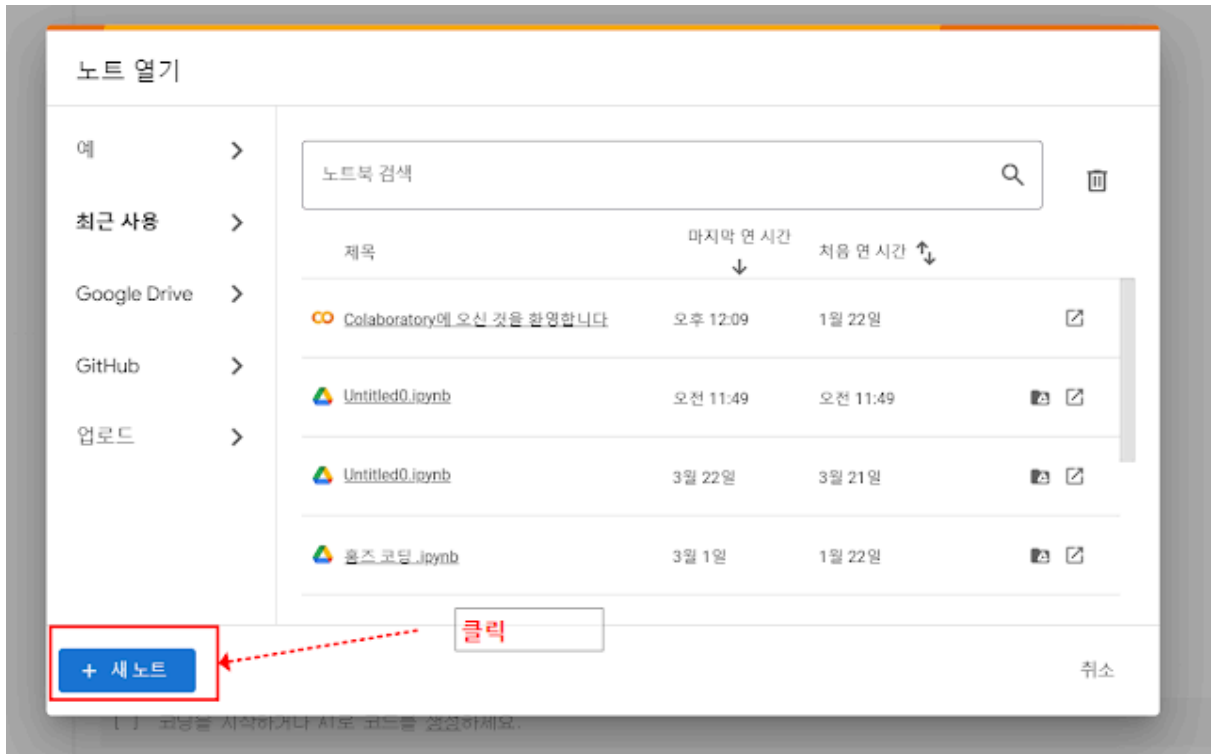 노트 열기
예
최근 사용
Google Drive
GitHub
업로드
노트북 검색
제목 마지막 연 시간 처음 연 시간
Colaboratory에 오신 것을 환영합니다 오후 12:09 1월 22일
Untitled0.ipynb 오전 11:49 오전 11:49
Untitled0.ipynb 3월 22일 3월 21일
홈즈 코딩 .ipynb 3월 1일 1월 22일
클릭
+ 새 노트
취소
[ ] 코딩을 시작하거나 AI로 코드를 생성하세요.